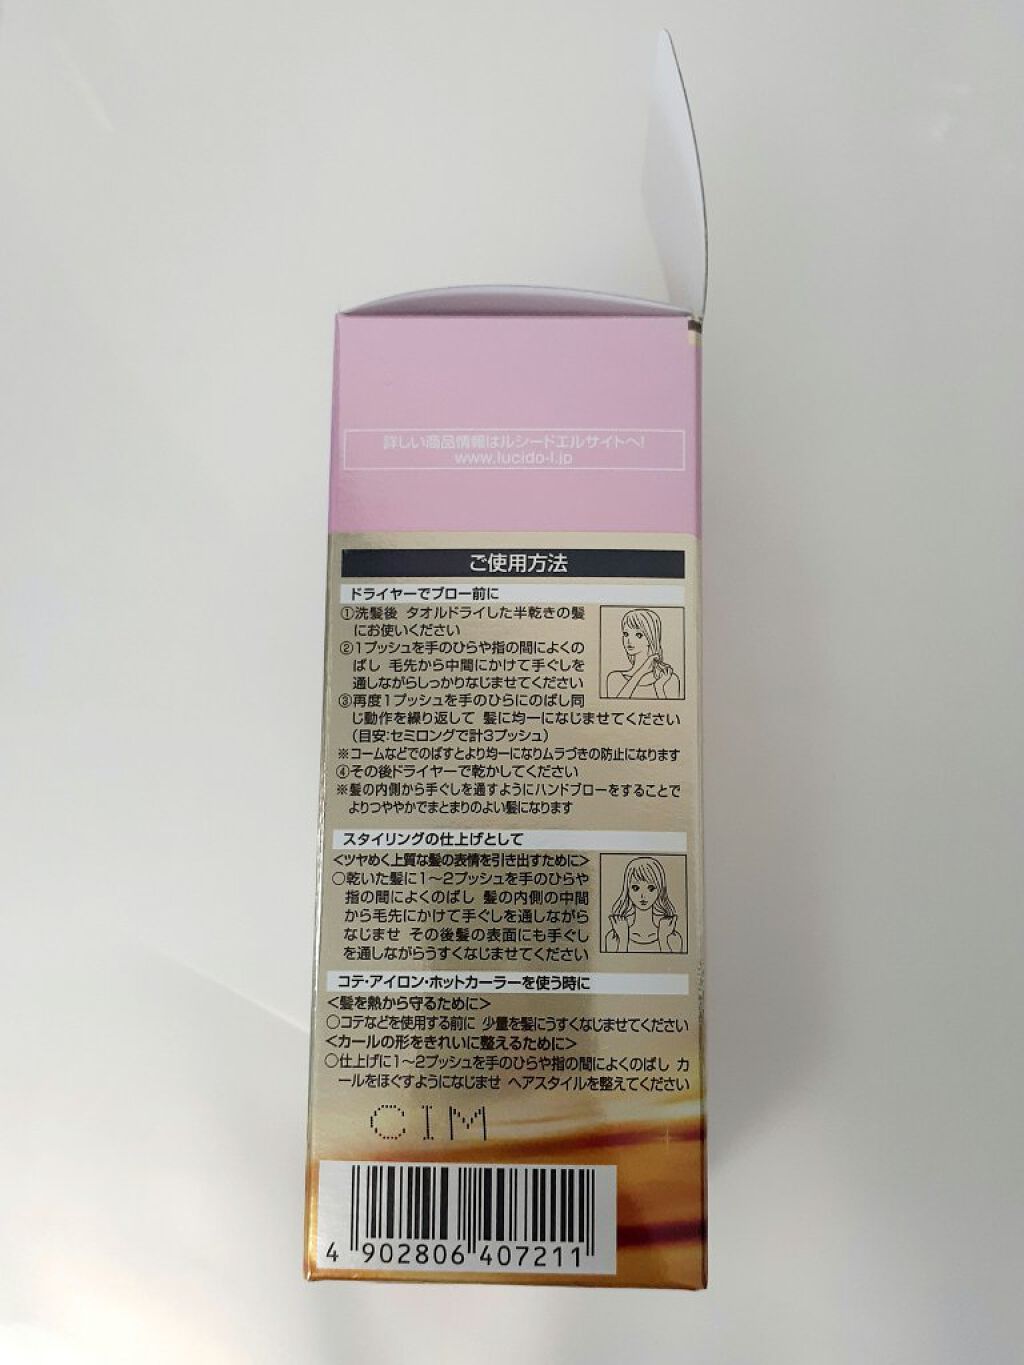 詳しい商品情報はルシードエルサイトへ!
www.lucido-l.jp
ご使用方法
ドライヤーでブロー前に
①洗髪後 タオルドライした半乾きの髪
にお使いください
②1プッシュを手のひらや指の間によくの
ばし 毛先から中間にかけて手ぐしを
通しながらしっかりなじませてください
③再度1プッシュを手のひらにのばし同
じ動作を繰り返して 髪に均一になじませてください
(目安:セミロングで計3プッシュ)
※コームなどでのばすとより均一になりムラづきの防止になります
④その後ドライヤーで乾かしてください
※髪の内側から手ぐしを通すようにハンドブローをすることで
よりつややかでまとまりのよい髪になります
スタイリングの仕上げとして
<ツヤめく上質な髪の表情を引き出すために>
○乾いた髪に1〜2プッシュを手のひらや
指の間によくのばし 髪の内側の中間
から毛先にかけて手ぐしを通しながら
なじませ その後髪の表面にも手ぐし
を通しながらうすくなじませてください
コテ・アイロン・ホットカーラーを使う時に
<髪を熱から守るために>
○コテなどを使用する前に 少量を髪にうすくなじませてください
<カールの形をきれいに整えるために>
○仕上げに1〜2プッシュを手のひらや指の間によくのばし カ
ールをほぐすようになじませ ヘアスタイルを整えてください
CIM
4 902806 407211